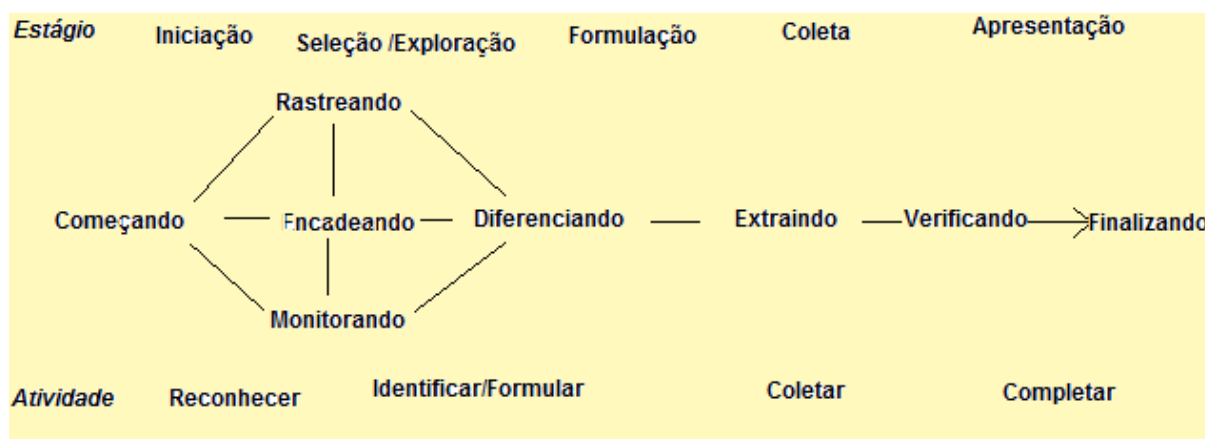 Estágio Iniciação Seleção /Exploração Formulação Coleta Apresentação
Rastreando
Começando Encadeando Diferenciando Extraindo Verificando Finalizando
Monitorando
Atividade Reconhecer Identificar/Formular Coletar Completar